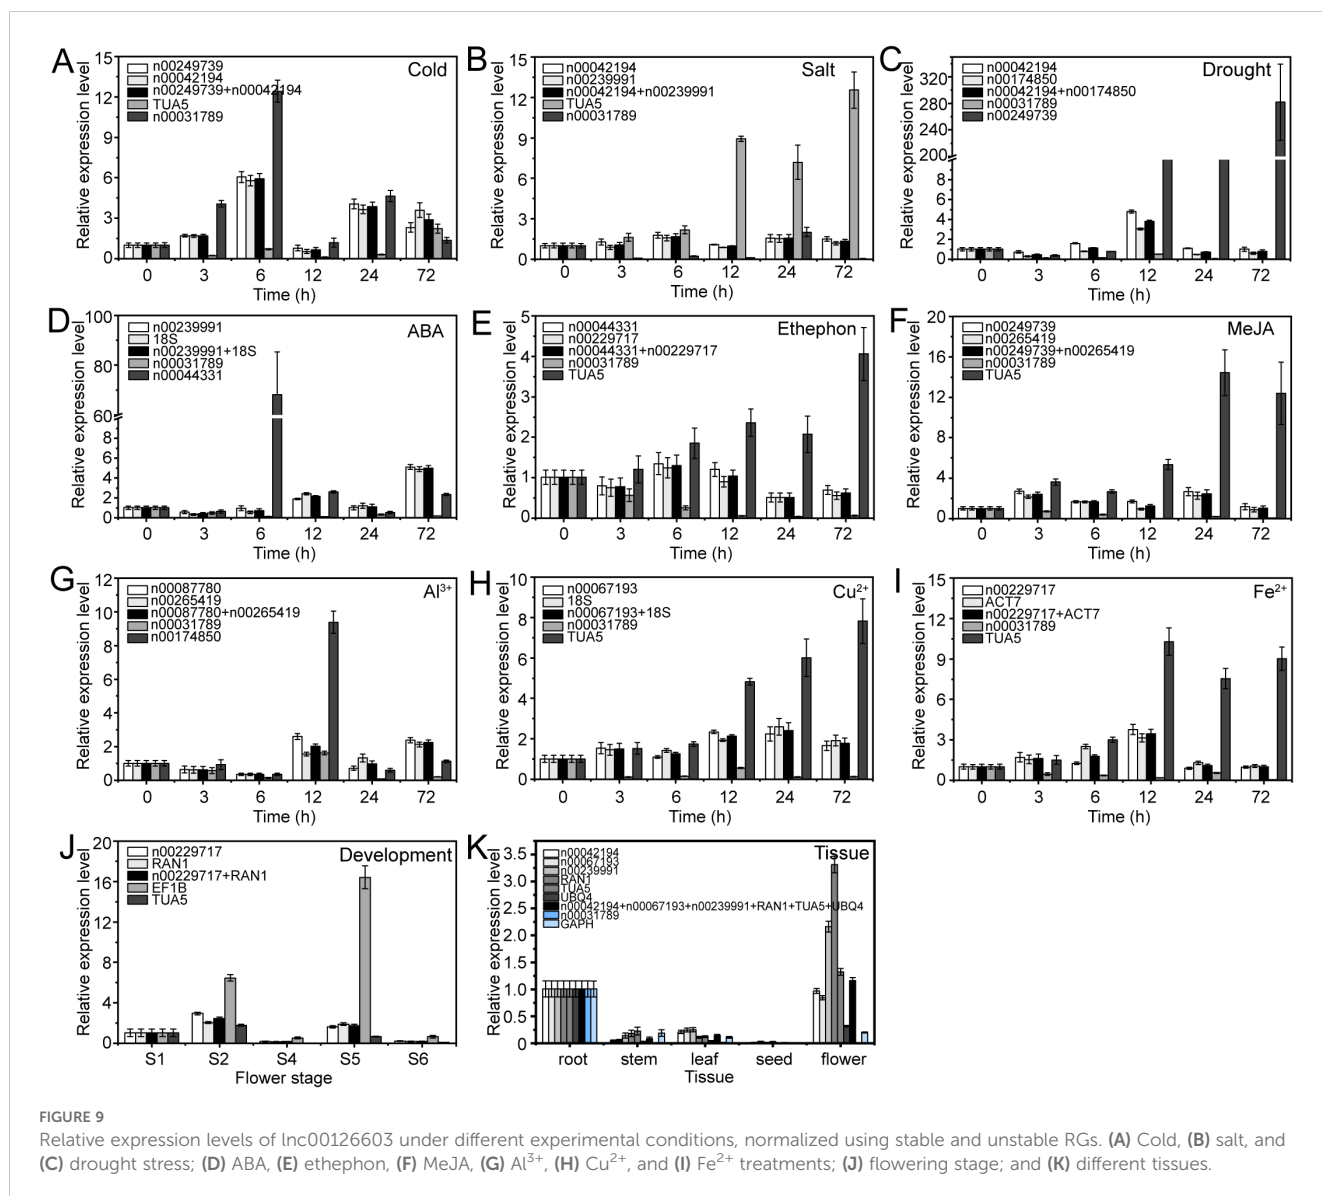 A
Cold
Relative expression level
15
12
9
6
3
0
n00249739
n00042194
n00249739+n00042194
TUA5
n00031789
0 3 6 12 24 72
Time (h)
B
Salt
Relative expression level
15
12
9
6
3
0
n00042194
n00239991
n00042194+n00239991
TUA5
n00031789
0 3 6 12 24 72
Time (h)
C
Drought
Relative expression level
320
280
240
200
8
6
4
2
0
n00042194
n00174850
n00042194+n00174850
n00031789
n00249739
0 3 6 12 24 72
Time (h)
D
ABA
Relative expression level
100
80
60
8
6
4
2
0
n00239991
18S
n00239991+18S
n00031789
n00044331
0 3 6 12 24 72
Time (h)
E
Ethephon
Relative expression level
5
4
3
2
1
0
n00044331
n00229717
n00044331+n00229717
n00031789
TUA5
0 3 6 12 24 72
Time (h)
F
MeJA
Relative expression level
20
16
12
8
4
0
n00249739
n00265419
n00249739+n00265419
n00031789
TUA5
0 3 6 12 24 72
Time (h)
G
Al³⁺
Relative expression level
12
10
8
6
4
2
0
n00087780
n00265419
n00087780+n00265419
n00031789
n00174850
0 3 6 12 24 72
Time (h)
H
Cu²⁺
Relative expression level
10
8
6
4
2
0
n00067193
18S
n00067193+18S
n00031789
TUA5
0 3 6 12 24 72
Time (h)
I
Fe²⁺
Relative expression level
15
12
9
6
3
0
n00229717
ACT7
n00229717+ACT7
n00031789
TUA5
0 3 6 12 24 72
Time (h)
J
Development
Relative expression level
20
16
12
8
4
0
n00229717
RAN1
n00229717+RAN1
EF1B
TUA5
S1 S2 S4 S5 S6
Flower stage
K
Tissue
Relative expression level
3.5
3.0
2.5
2.0
1.5
1.0
0.5
0
n00042194
n00067193
n00239991
RAN1
TUA5
UBQ4
n00042194+n00067193+n00239991+RAN1+TUA5+UBQ4
n00031789
GAPH
root stem leaf seed flower
Tissue
FIGURE 9
Relative expression levels of lnc00126603 under different experimental conditions, normalized using stable and unstable RGs. (A) Cold, (B) salt, and
(C) drought stress; (D) ABA, (E) ethephon, (F) MeJA, (G) Al³⁺, (H) Cu²⁺, and (I) Fe²⁺ treatments; (J) flowering stage; and (K) different tissues.